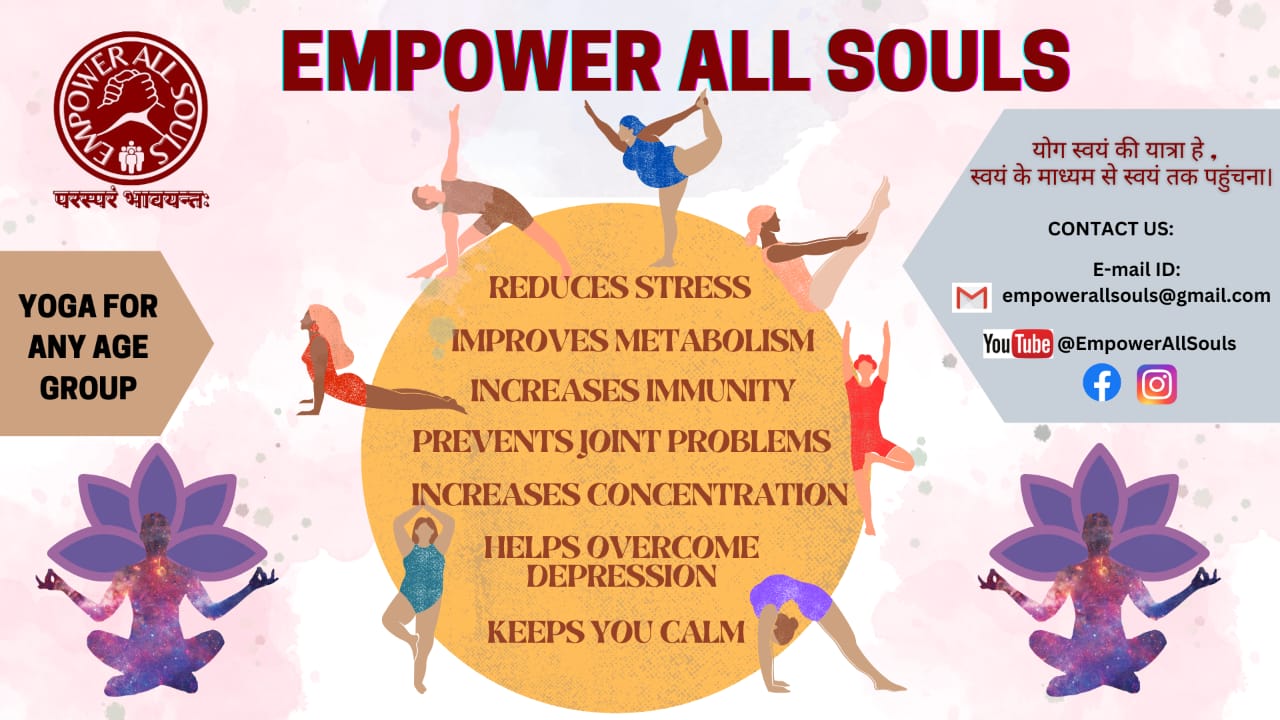 EMPOWER ALL SOULS
EMPOWER ALL SOULS
परस्परं भावयन्तः
YOGA FOR
ANY AGE
GROUP
REDUCES STRESS
IMPROVES METABOLISM
INCREASES IMMUNITY
PREVENTS JOINT PROBLEMS
INCREASES CONCENTRATION
HELPS OVERCOME
DEPRESSION
KEEPS YOU CALM
योग स्वयं की यात्रा हे ,
स्वयं के माध्यम से स्वयं तक पहुंचना।
CONTACT US:
E-mail ID:
empowerallsouls@gmail.com
YouTube @EmpowerAllSouls